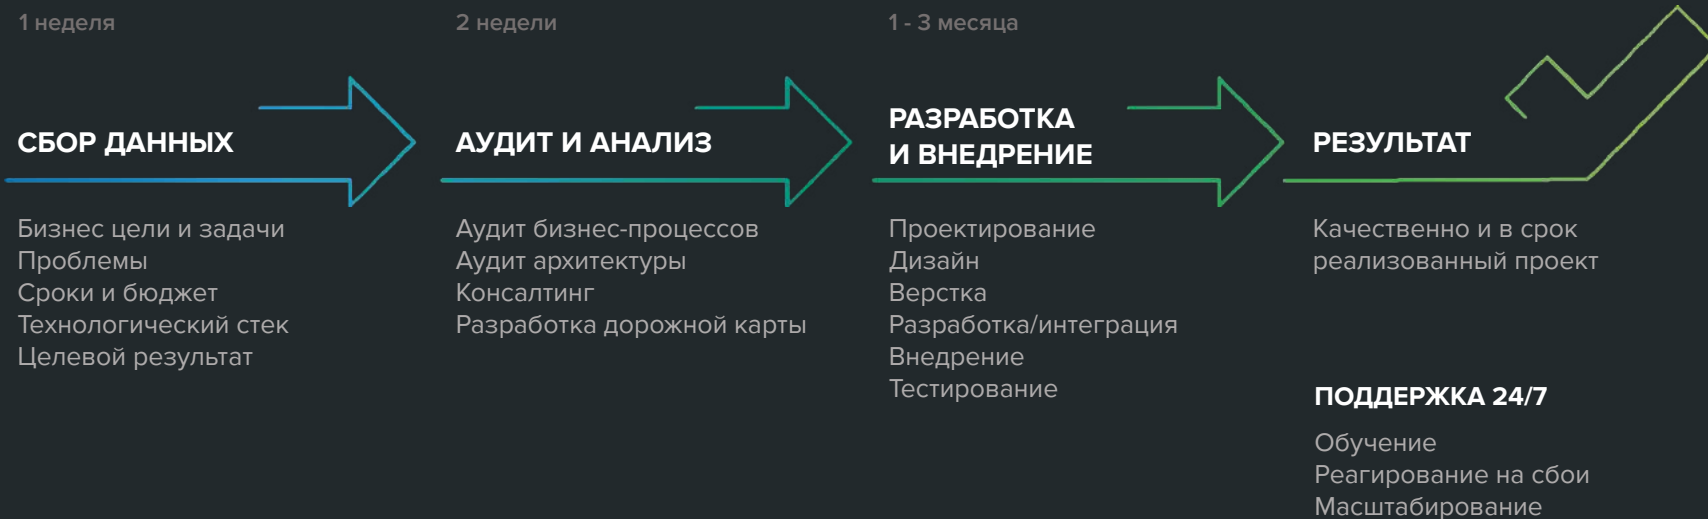 1 неделя
СБОР ДАННЫХ
Бизнес цели и задачи
Проблемы
Сроки и бюджет
Технологический стек
Целевой результат
2 недели
АУДИТ И АНАЛИЗ
Аудит бизнес-процессов
Аудит архитектуры
Консалтинг
Разработка дорожной карты
1 - 3 месяца
РАЗРАБОТКА
И ВНЕДРЕНИЕ
Проектирование
Дизайн
Верстка
Разработка/интеграция
Внедрение
Тестирование
РЕЗУЛЬТАТ
Качественно и в срок
реализованный проект
ПОДДЕРЖКА 24/7
Обучение
Реагирование на сбои
Масштабирование